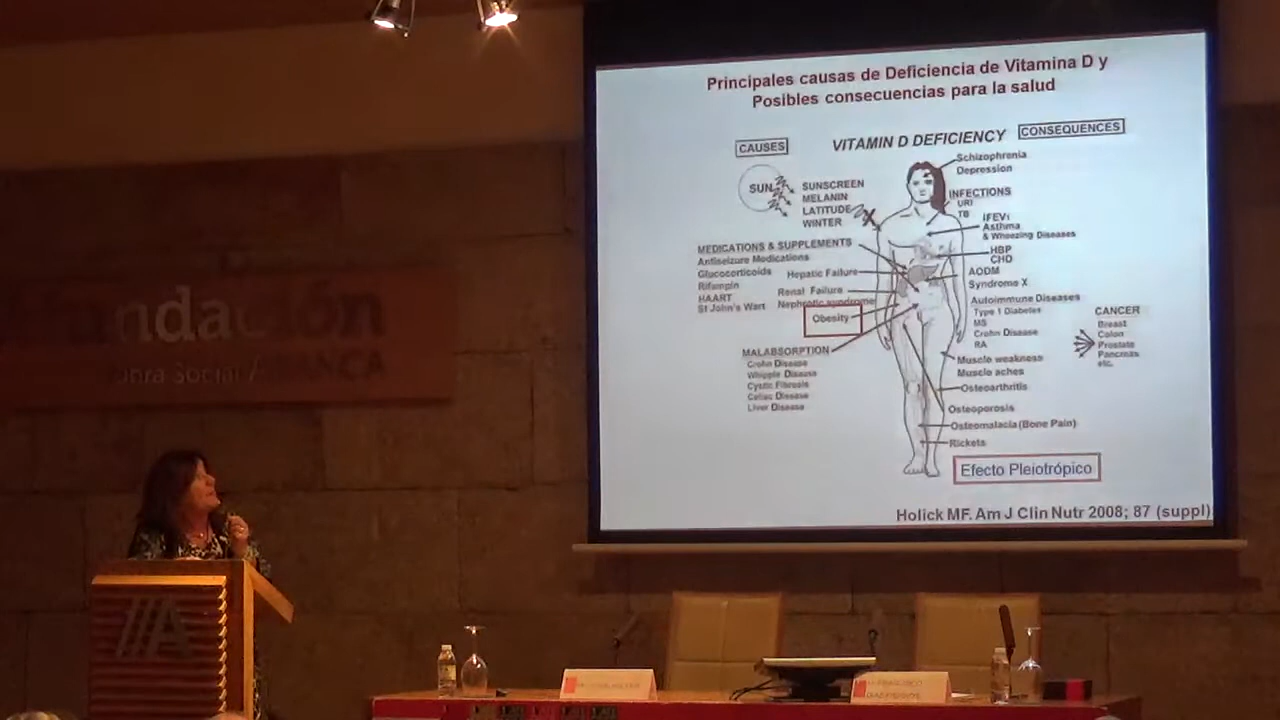 Principales causas de Deficiencia de Vitamina D y
Posibles consecuencias para la salud
CAUSES
VITAMIN D DEFICIENCY
CONSEQUENCES
SUN
SUNSCREEN
MELANIN
LATITUDE
WINTER
Schizophrenia
Depression
INFECTIONS
URI
TB
Asthma
& Wheezing Diseases
HBP
CHD
AODM
Syndrome X
MEDICATIONS & SUPPLEMENTS
Antiseizure Medications
Glucocorticoids
Rifampin
HAART
St John's Wart
Hepatic Failure
Renal Failure
Nephrotic syndrome
Obesity
MALABSORPTION
Crohn Disease
Whipple Disease
Cystic Fibrosis
Celiac Disease
Liver Disease
Autoimmune Diseases
Type 1 Diabetes
MS
Crohn Disease
RA
CANCER
Breast
Colon
Prostate
Pancreas
etc.
Muscle weakness
Muscle aches
Osteoarthritis
Osteoporosis
Osteomalacia (Bone Pain)
Rickets
Efecto Pleiotrópico
Holick MF. Am J Clin Nutr 2008; 87 (suppl)
Fundación
Obra Social